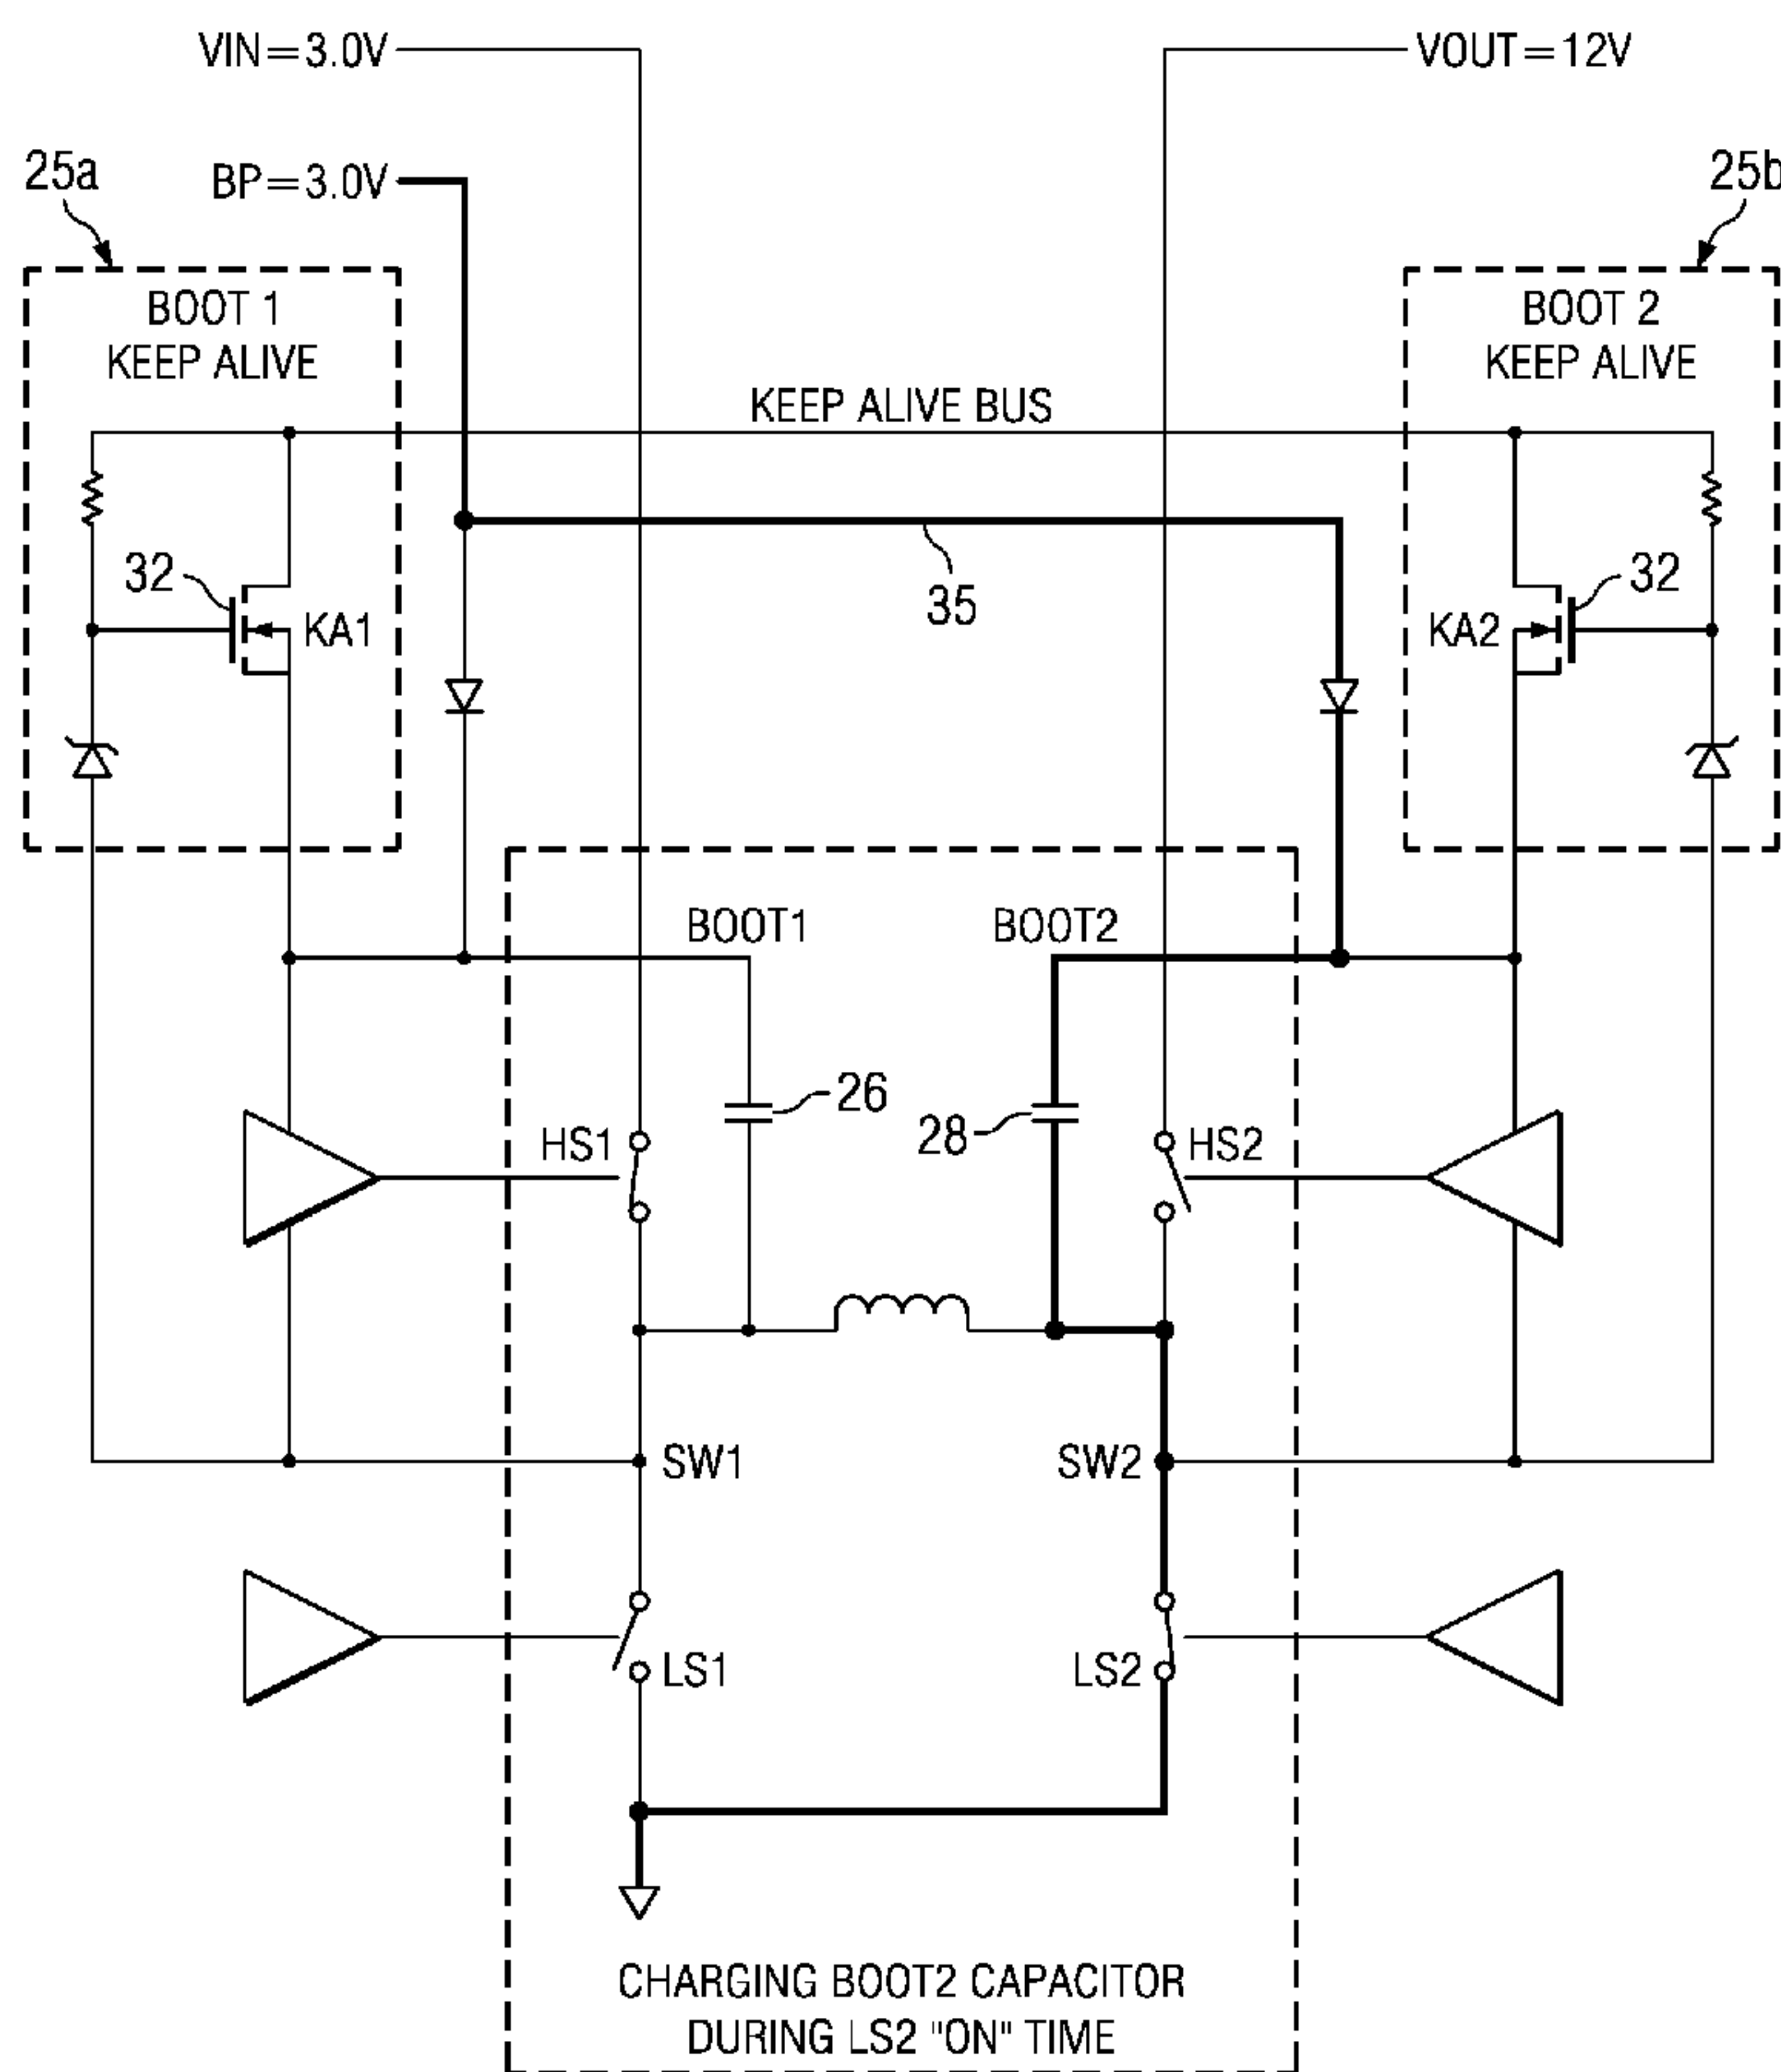 VIN=3.0V
VOUT=12V
25a
BP=3.0V
25b
BOOT 1
KEEP ALIVE
BOOT 2
KEEP ALIVE
KEEP ALIVE BUS
32
KA1
35
KA2
32
BOOT1
BOOT2
26
28
HS1
HS2
SW1
SW2
LS1
LS2
CHARGING BOOT2 CAPACITOR
DURING LS2 "ON" TIME